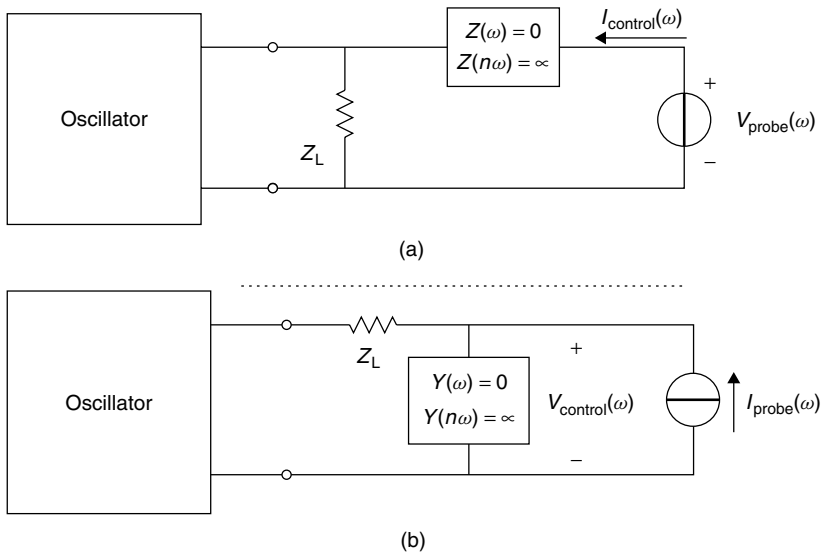 I_control(ω)
Z(ω) = 0
Z(nω) = ∝
+
Oscillator
V_probe(ω)
Z_L
−
(a)
Z_L
+
Y(ω) = 0
Oscillator
V_control(ω)
I_probe(ω)
Y(nω) = ∝
−
(b)